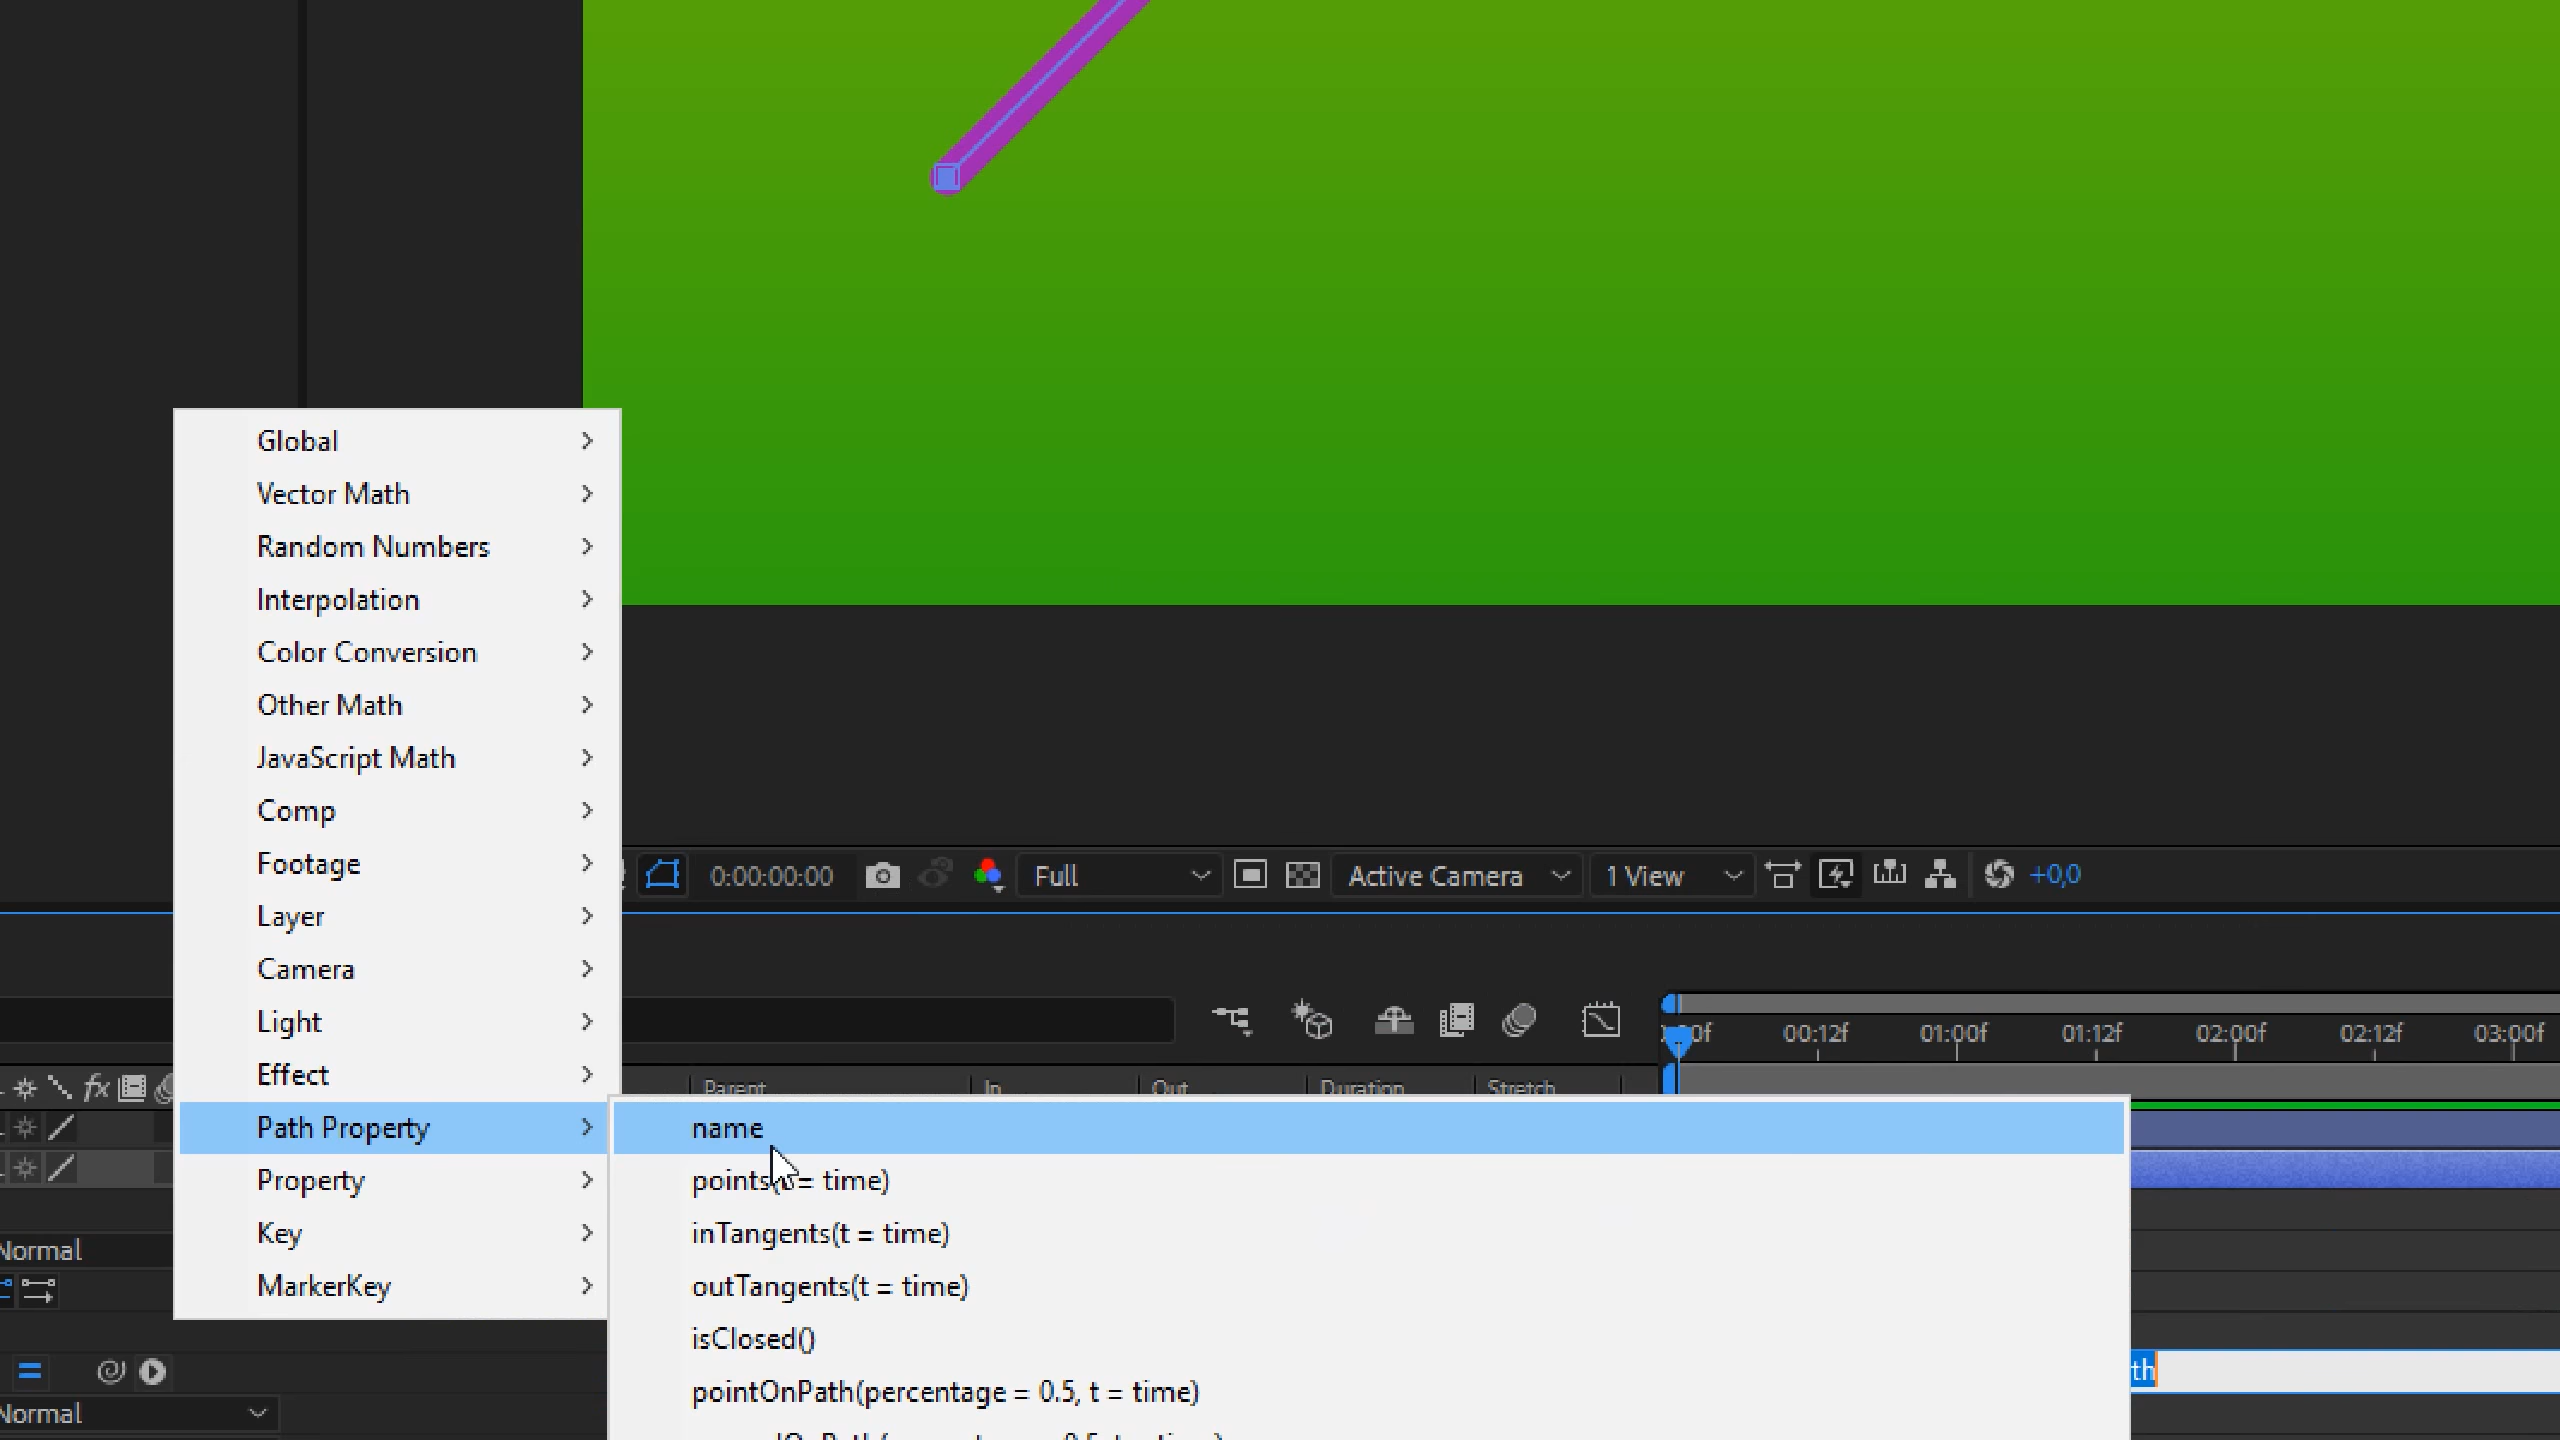 Global
Vector Math
Random Numbers
Interpolation
Color Conversion
Other Math
JavaScript Math
Comp
Footage
Layer
Camera
Light
Effect
Path Property
Property
Key
MarkerKey
0:00:00:00
Full
Active Camera
1 View
+0,0
00:12f
01:00f
01:12f
02:00f
02:12f
03:00f
fx
Parent
In
Out
Duration
Stretch
name
points(t = time)
inTangents(t = time)
outTangents(t = time)
isClosed()
pointOnPath(percentage = 0.5, t = time)
Normal
th
Normal